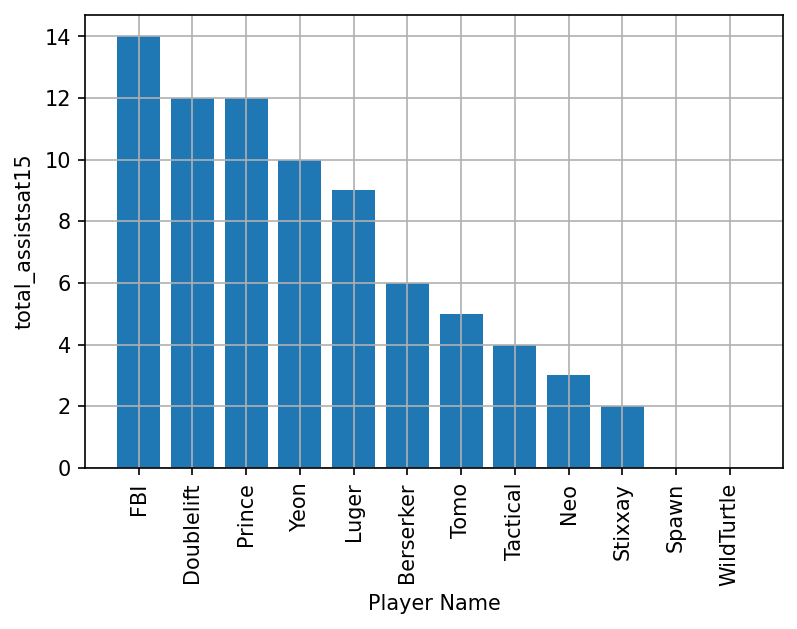 14
12
10
8
6
4
2
0
total_assistsat15
FBI
Doublelift
Prince
Yeon
Luger
Berserker
Tomo
Tactical
Neo
Stixxay
Spawn
WildTurtle
Player Name